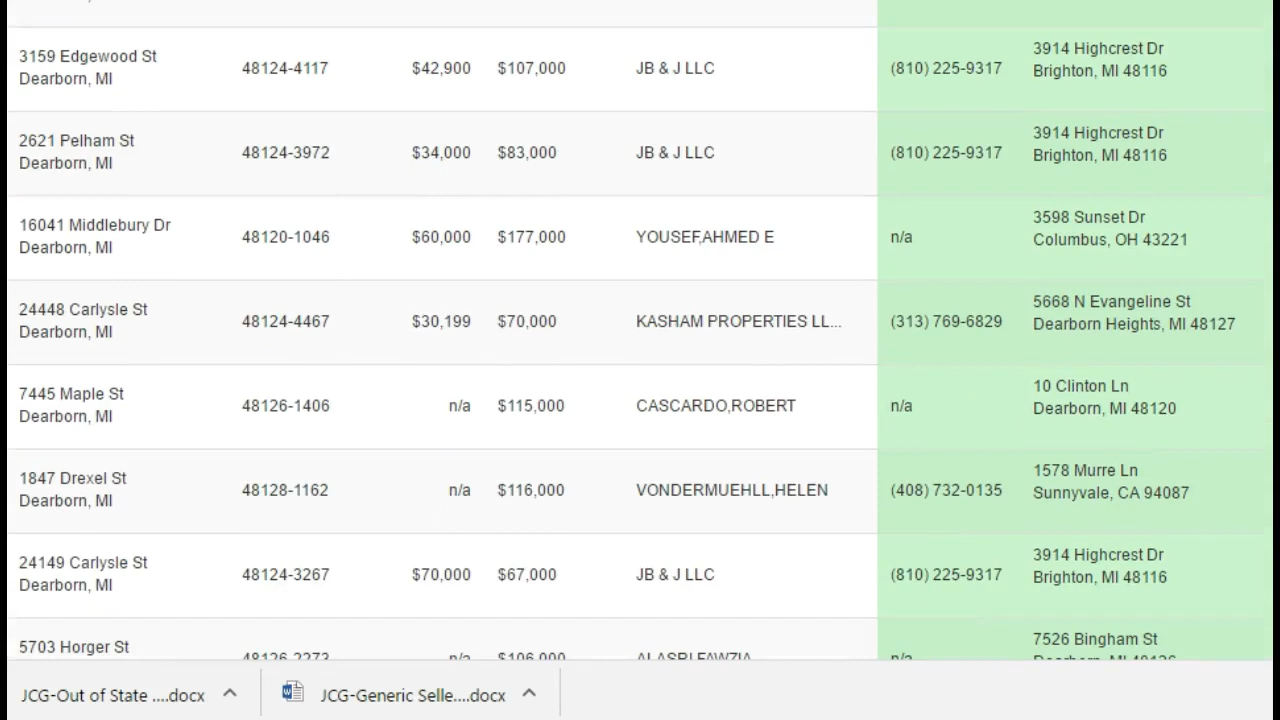 3159 Edgewood St
Dearborn, MI
48124-4117
$42,900
$107,000
JB & J LLC
(810) 225-9317
3914 Highcrest Dr
Brighton, MI 48116
2621 Pelham St
Dearborn, MI
48124-3972
$34,000
$83,000
JB & J LLC
(810) 225-9317
3914 Highcrest Dr
Brighton, MI 48116
16041 Middlebury Dr
Dearborn, MI
48120-1046
$60,000
$177,000
YOUSEF,AHMED E
n/a
3598 Sunset Dr
Columbus, OH 43221
24448 Carlysle St
Dearborn, MI
48124-4467
$30,199
$70,000
KASHAM PROPERTIES LL...
(313) 769-6829
5668 N Evangeline St
Dearborn Heights, MI 48127
7445 Maple St
Dearborn, MI
48126-1406
n/a
$115,000
CASCARDO,ROBERT
n/a
10 Clinton Ln
Dearborn, MI 48120
1847 Drexel St
Dearborn, MI
48128-1162
n/a
$116,000
VONDERMUEHLL,HELEN
(408) 732-0135
1578 Murre Ln
Sunnyvale, CA 94087
24149 Carlysle St
Dearborn, MI
48124-3267
$70,000
$67,000
JB & J LLC
(810) 225-9317
3914 Highcrest Dr
Brighton, MI 48116
5703 Horger St
48126-2273
n/a
$106,000
n/a
7526 Bingham St
Dearborn, MI 48126
JCG-Out of State ....docx
JCG-Generic Selle....docx